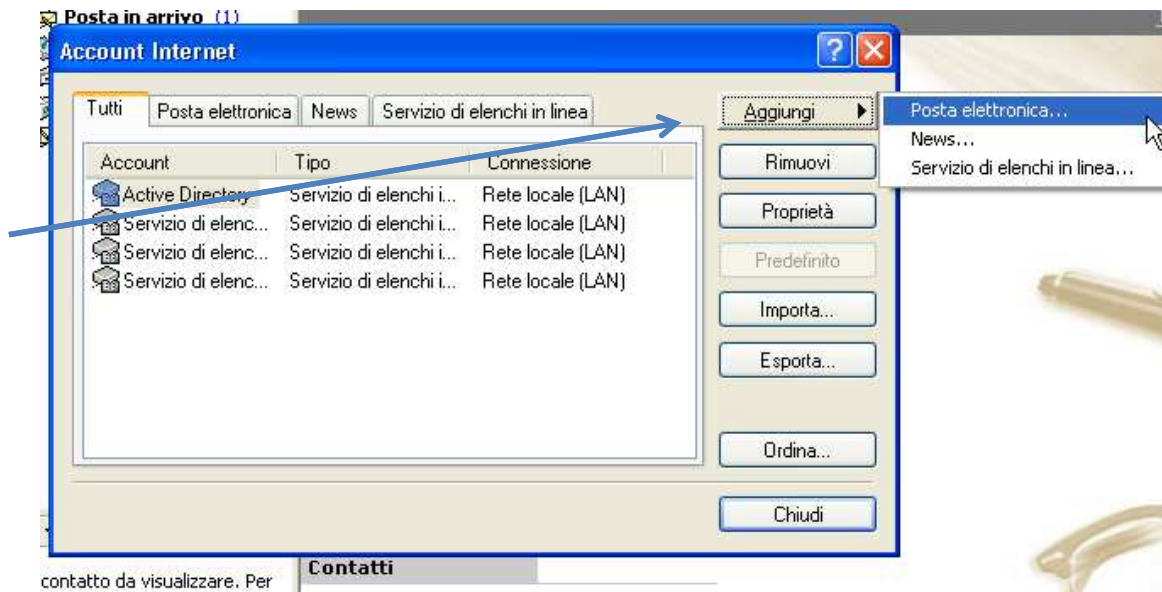 Posta in arrivo (1)
Account Internet
Tutti Posta elettronica News Servizio di elenchi in linea
Aggiungi
Posta elettronica...
News...
Servizio di elenchi in linea...
Account Tipo Connessione
Active Directory Servizio di elenchi i... Rete locale (LAN)
Servizio di elenc... Servizio di elenchi i... Rete locale (LAN)
Servizio di elenc... Servizio di elenchi i... Rete locale (LAN)
Servizio di elenc... Servizio di elenchi i... Rete locale (LAN)
Rimuovi
Proprietà
Predefinito
Importa...
Esporta...
Ordina...
Chiudi
Contatti
contatto da visualizzare. Per